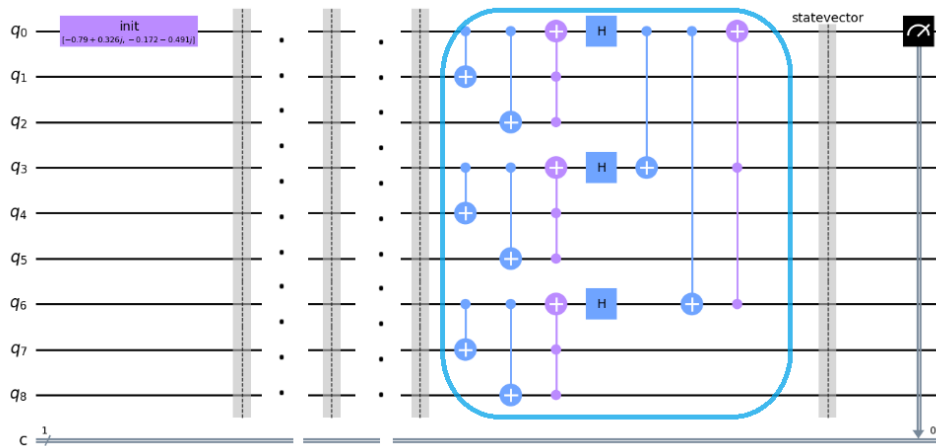 init
[−0.79+0.326j, −0.172−0.491j]
statevector
q0
H
q1
q2
q3
H
q4
q5
q6
H
q7
q8
1
0
c